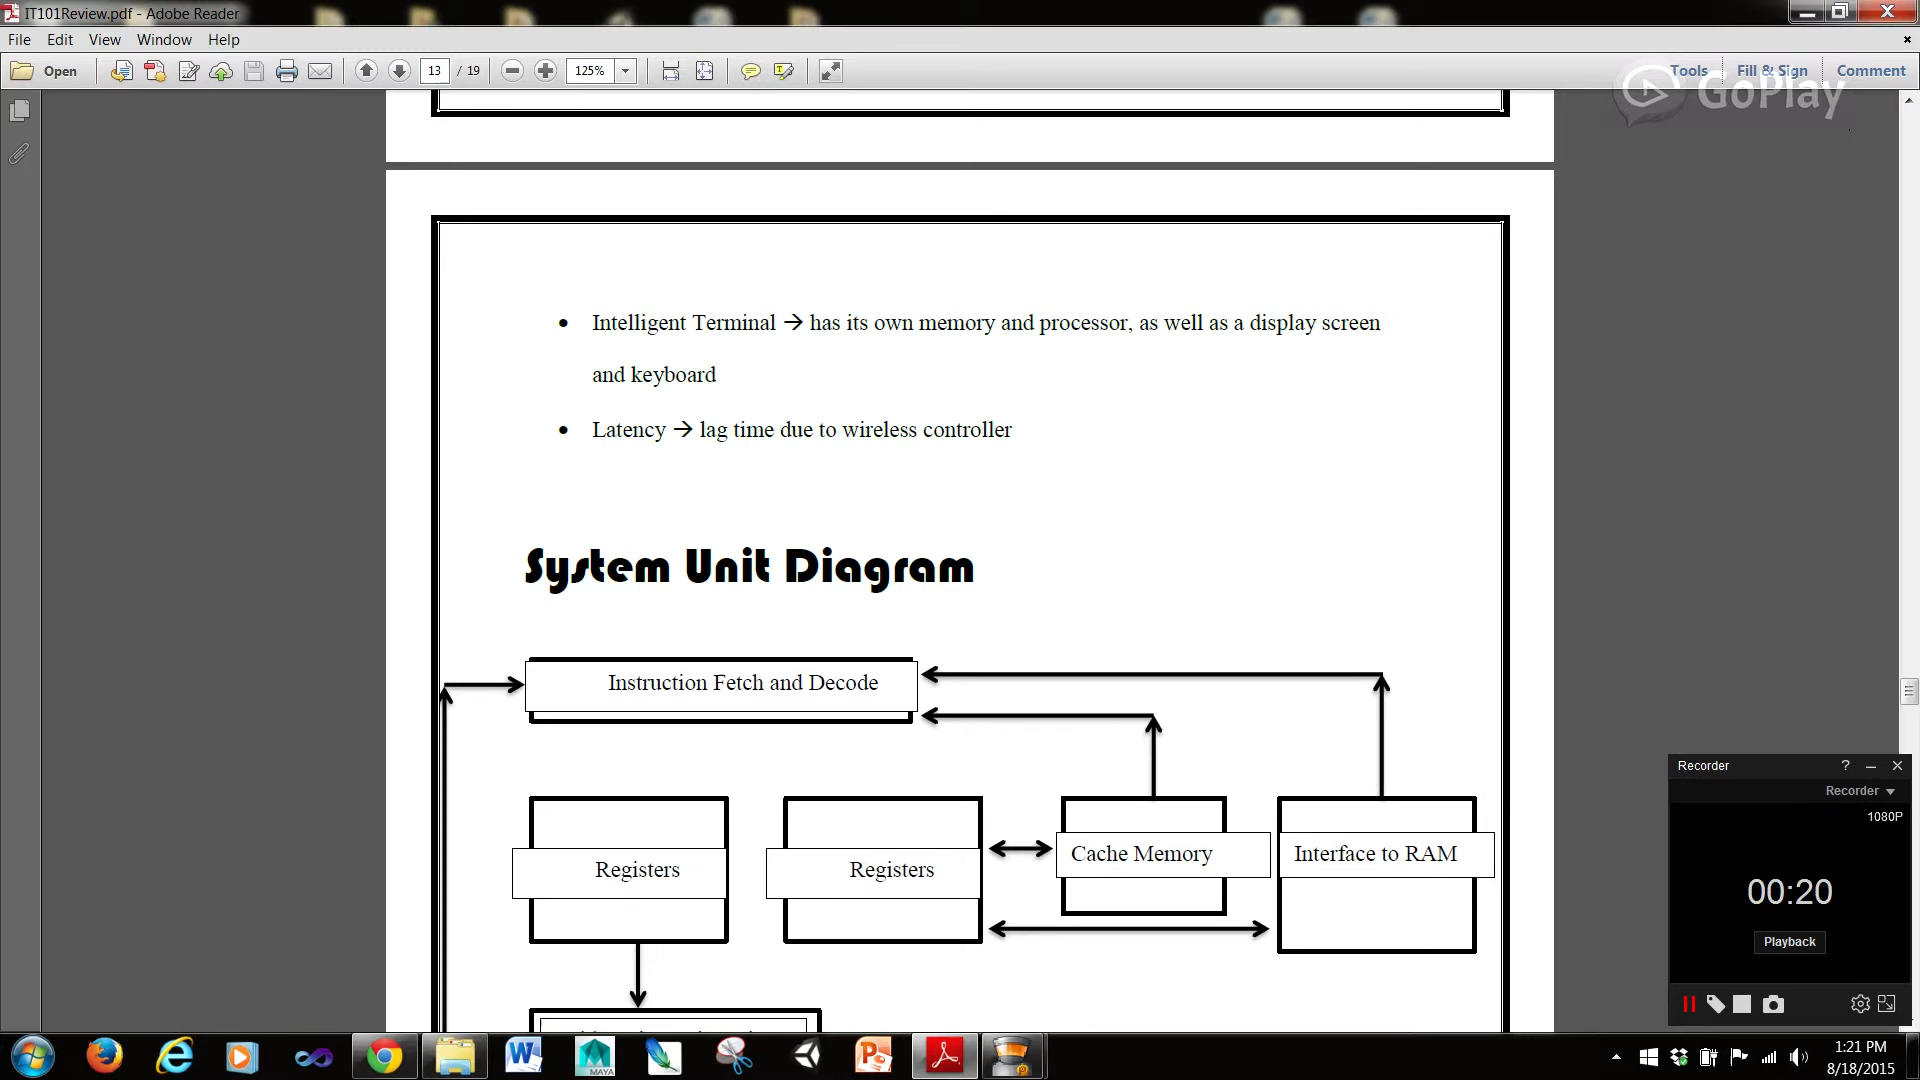 IT101Review.pdf - Adobe Reader
File Edit View Window Help
Open 13 / 19 125% Tools Fill & Sign Comment
GoPlay
• Intelligent Terminal → has its own memory and processor, as well as a display screen
and keyboard
• Latency → lag time due to wireless controller
System Unit Diagram
Instruction Fetch and Decode
Registers
Registers
Cache Memory
Interface to RAM
Recorder
Recorder
1080P
00:20
Playback
MAYA
1:21 PM
8/18/2015